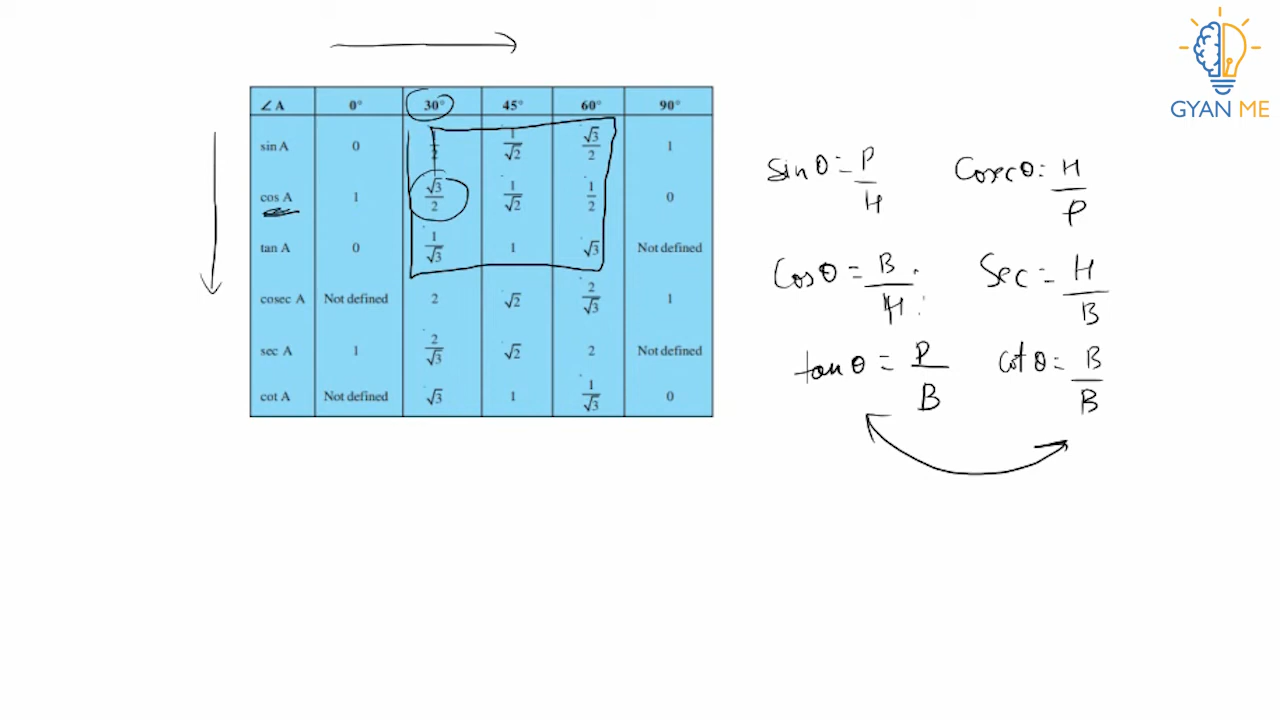 GYAN ME
∠A 0° 30° 45° 60° 90°
sin A 0 1/2 1/√2 √3/2 1
cos A 1 √3/2 1/√2 1/2 0
tan A 0 1/√3 1 √3 Not defined
cosec A Not defined 2 √2 2/√3 1
sec A 1 2/√3 √2 2 Not defined
cot A Not defined √3 1 1/√3 0
sin θ = P/H Cosec θ = H/P
Cos θ = B/H Sec = H/B
tan θ = P/B cot θ = B/B